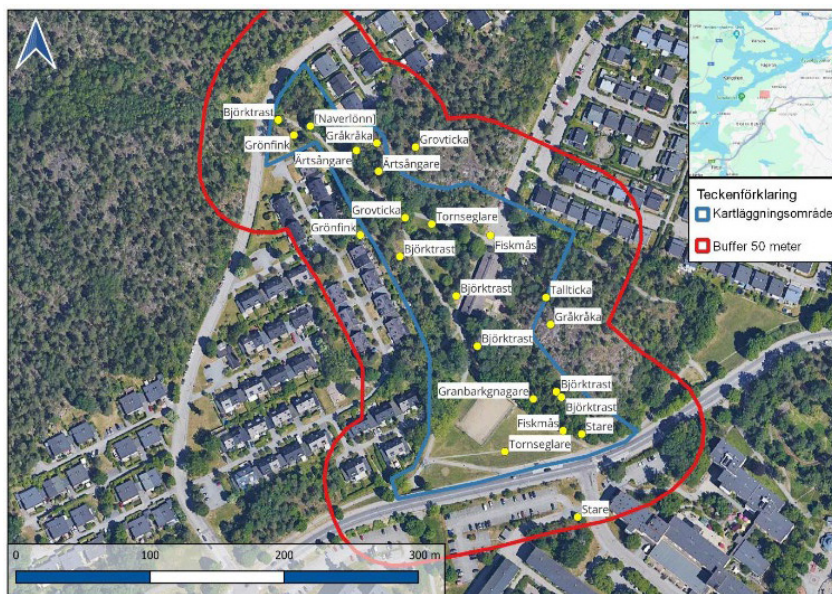 Björktrast
[Naverlönn]
Grönfink
Gråkråka
Grovticka
Ärtsångare
Ärtsångare
Grovticka
Tornseglare
Grönfink
Fiskmås
Björktrast
Björktrast
Tallticka
Gråkråka
Björktrast
Björktrast
Granbarkgnagare
Björktrast
Fiskmås
Stare
Tornseglare
Stare
Teckenförklaring
Kartläggningsområde
Buffer 50 meter
0 100 200 300 m